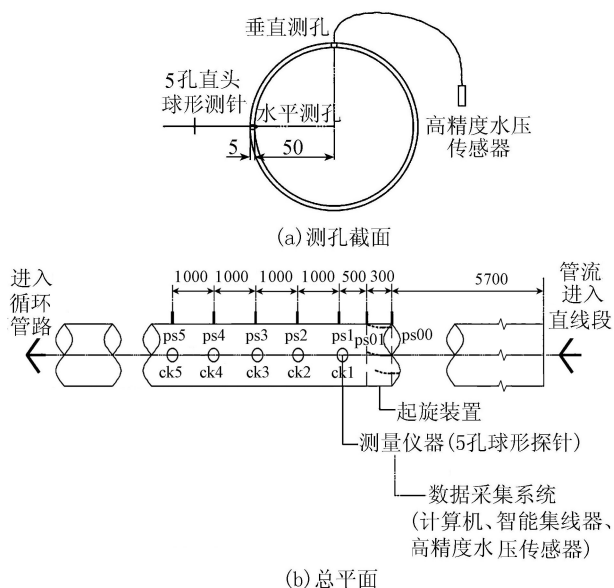 垂直测孔
5孔直头
球形测针
水平测孔
高精度水压
传感器
5
50
(a)测孔截面
进入
循环
管路
1000
1000
1000
1000
500
300
5700
管流
进入
直线段
ps5
ps4
ps3
ps2
ps1
ps01
ps00
ck5
ck4
ck3
ck2
ck1
起旋装置
测量仪器(5孔球形探针)
数据采集系统
(计算机、智能集线器、
高精度水压传感器)
(b)总平面